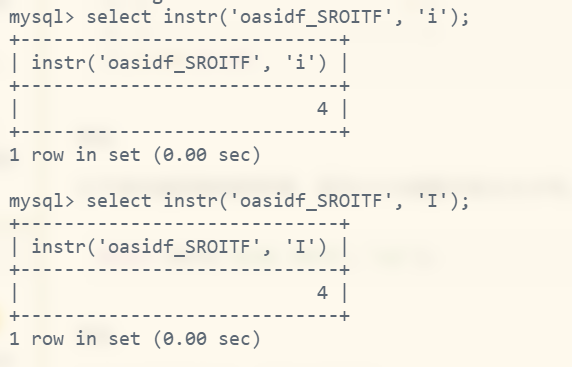 mysql> select instr('oasidf_SROITF', 'i');
+-----------------------------+
| instr('oasidf_SROITF', 'i') |
+-----------------------------+
|                           4 |
+-----------------------------+
1 row in set (0.00 sec)
mysql> select instr('oasidf_SROITF', 'I');
+-----------------------------+
| instr('oasidf_SROITF', 'I') |
+-----------------------------+
|                           4 |
+-----------------------------+
1 row in set (0.00 sec)